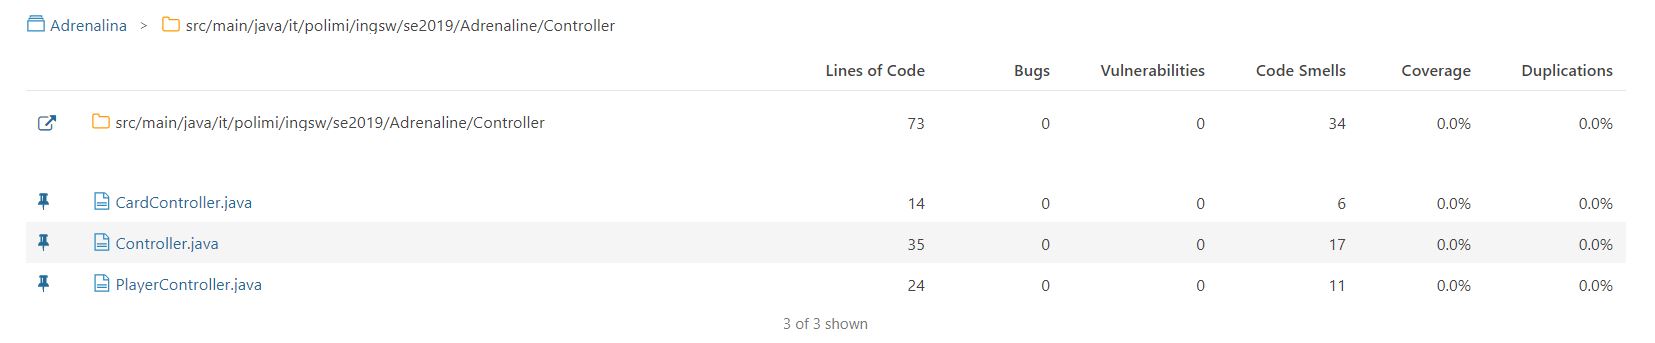 Adrenalina > src/main/java/it/polimi/ingsw/se2019/Adrenaline/Controller
Lines of Code Bugs Vulnerabilities Code Smells Coverage Duplications
src/main/java/it/polimi/ingsw/se2019/Adrenaline/Controller 73 0 0 34 0.0% 0.0%
CardController.java 14 0 0 6 0.0% 0.0%
Controller.java 35 0 0 17 0.0% 0.0%
PlayerController.java 24 0 0 11 0.0% 0.0%
3 of 3 shown